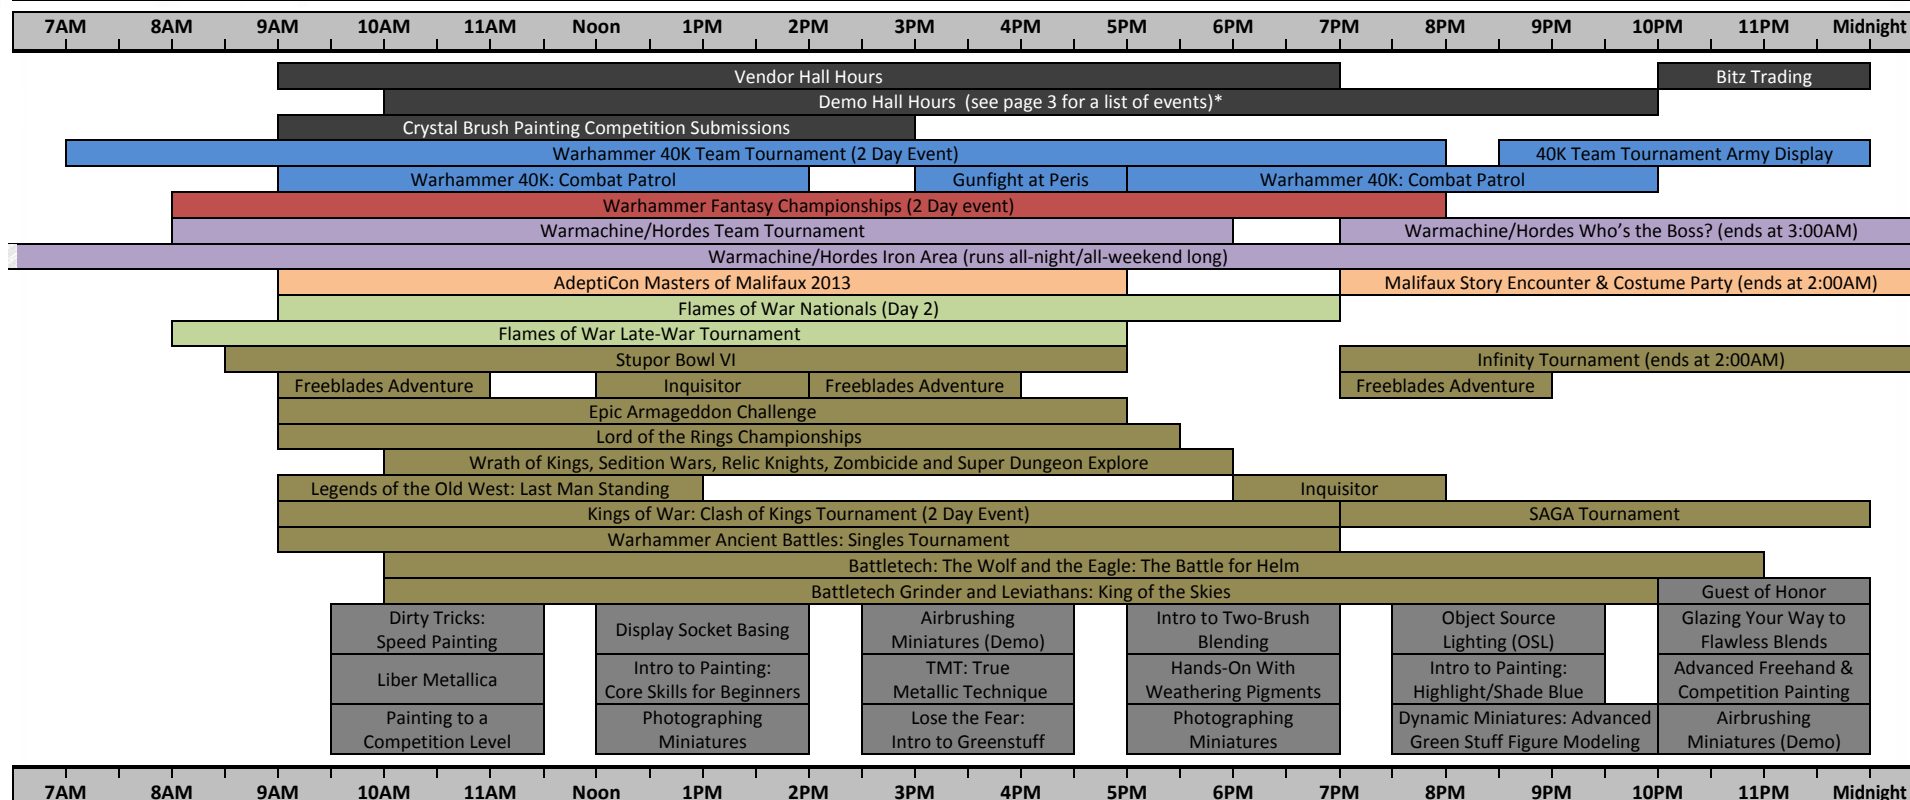 7AM 8AM 9AM 10AM 11AM Noon 1PM 2PM 3PM 4PM 5PM 6PM 7PM 8PM 9PM 10PM 11PM Midnight
Vendor Hall Hours Bitz Trading
Demo Hall Hours (see page 3 for a list of events)*
Crystal Brush Painting Competition Submissions
Warhammer 40K Team Tournament (2 Day Event) 40K Team Tournament Army Display
Warhammer 40K: Combat Patrol Gunfight at Peris Warhammer 40K: Combat Patrol
Warhammer Fantasy Championships (2 Day event)
Warmachine/Hordes Team Tournament Warmachine/Hordes Who's the Boss? (ends at 3:00AM)
Warmachine/Hordes Iron Area (runs all-night/all-weekend long)
AdeptiCon Masters of Malifaux 2013 Malifaux Story Encounter & Costume Party (ends at 2:00AM)
Flames of War Nationals (Day 2)
Flames of War Late-War Tournament
Stupor Bowl VI Infinity Tournament (ends at 2:00AM)
Freeblades Adventure Inquisitor Freeblades Adventure Freeblades Adventure
Epic Armageddon Challenge
Lord of the Rings Championships
Wrath of Kings, Sedition Wars, Relic Knights, Zombicide and Super Dungeon Explore
Legends of the Old West: Last Man Standing Inquisitor
Kings of War: Clash of Kings Tournament (2 Day Event) SAGA Tournament
Warhammer Ancient Battles: Singles Tournament
Battletech: The Wolf and the Eagle: The Battle for Helm
Battletech Grinder and Leviathans: King of the Skies Guest of Honor
Dirty Tricks:
Speed Painting
Display Socket Basing
Airbrushing
Miniatures (Demo)
Intro to Two-Brush
Blending
Object Source
Lighting (OSL)
Glazing Your Way to
Flawless Blends
Liber Metallica
Intro to Painting:
Core Skills for Beginners
TMT: True
Metallic Technique
Hands-On With
Weathering Pigments
Intro to Painting:
Highlight/Shade Blue
Advanced Freehand &
Competition Painting
Painting to a
Competition Level
Photographing
Miniatures
Lose the Fear:
Intro to Greenstuff
Photographing
Miniatures
Dynamic Miniatures: Advanced
Green Stuff Figure Modeling
Airbrushing
Miniatures (Demo)
7AM 8AM 9AM 10AM 11AM Noon 1PM 2PM 3PM 4PM 5PM 6PM 7PM 8PM 9PM 10PM 11PM Midnight